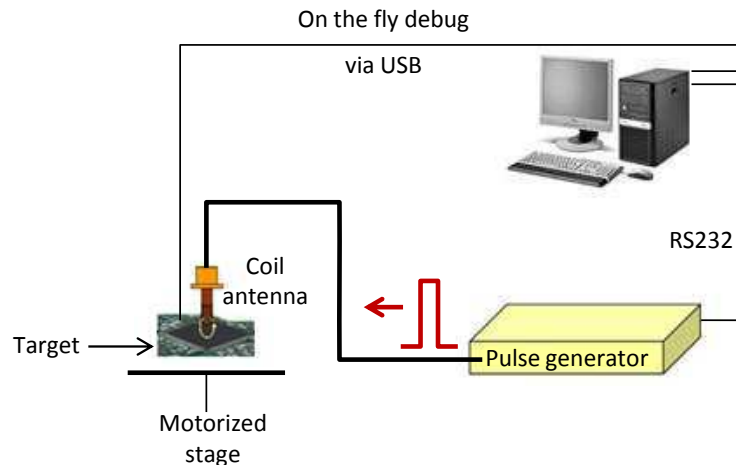 On the fly debug
via USB
RS232
Coil
antenna
Target
Pulse generator
Motorized
stage